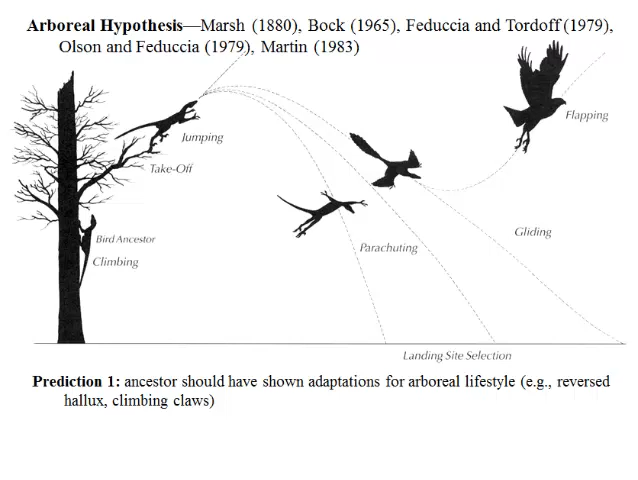 Arboreal Hypothesis—Marsh (1880), Bock (1965), Feduccia and Tordoff (1979),
Olson and Feduccia (1979), Martin (1983)
Jumping
Flapping
Take-Off
Bird Ancestor
Climbing
Parachuting
Gliding
Landing Site Selection
Prediction 1: ancestor should have shown adaptations for arboreal lifestyle (e.g., reversed
hallux, climbing claws)